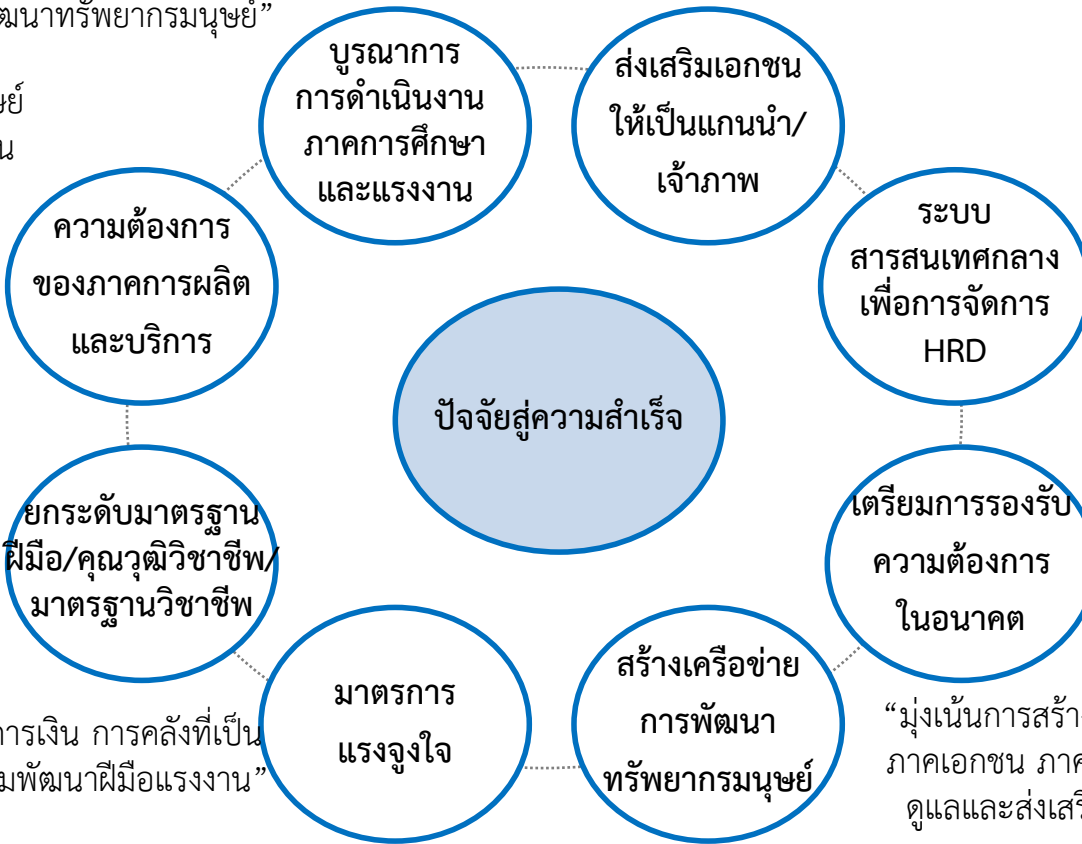 ฒนาทรัพยากรมนุษย์”
บูรณาการ
การดำเนินงาน
ภาคการศึกษา
และแรงงาน
ส่งเสริมเอกชน
ให้เป็นแกนนำ/
เจ้าภาพ
ความต้องการ
ของภาคการผลิต
และบริการ
ระบบ
สารสนเทศกลาง
เพื่อการจัดการ
HRD
ปัจจัยสู่ความสำเร็จ
ยกระดับมาตรฐาน
ฝีมือ/คุณวุฒิวิชาชีพ/
มาตรฐานวิชาชีพ
เตรียมการรองรับ
ความต้องการ
ในอนาคต
มาตรการ
แรงจูงใจ
สร้างเครือข่าย
การพัฒนา
ทรัพยากรมนุษย์
การเงิน การคลังที่เป็น
มพัฒนาฝีมือแรงงาน”
“มุ่งเน้นการสร้าง
ภาคเอกชน ภาค
ดูแลและส่งเสริ